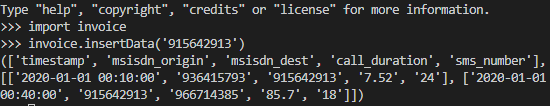 Type "help", "copyright", "credits" or "license" for more information.
>>> import invoice
>>> invoice.insertData('915642913')
(['timestamp', 'msisdn_origin', 'msisdn_dest', 'call_duration', 'sms_number'],
[['2020-01-01 00:10:00', '936415793', '915642913', '7.52', '24'], ['2020-01-01
00:40:00', '915642913', '966714385', '85.7', '18']])